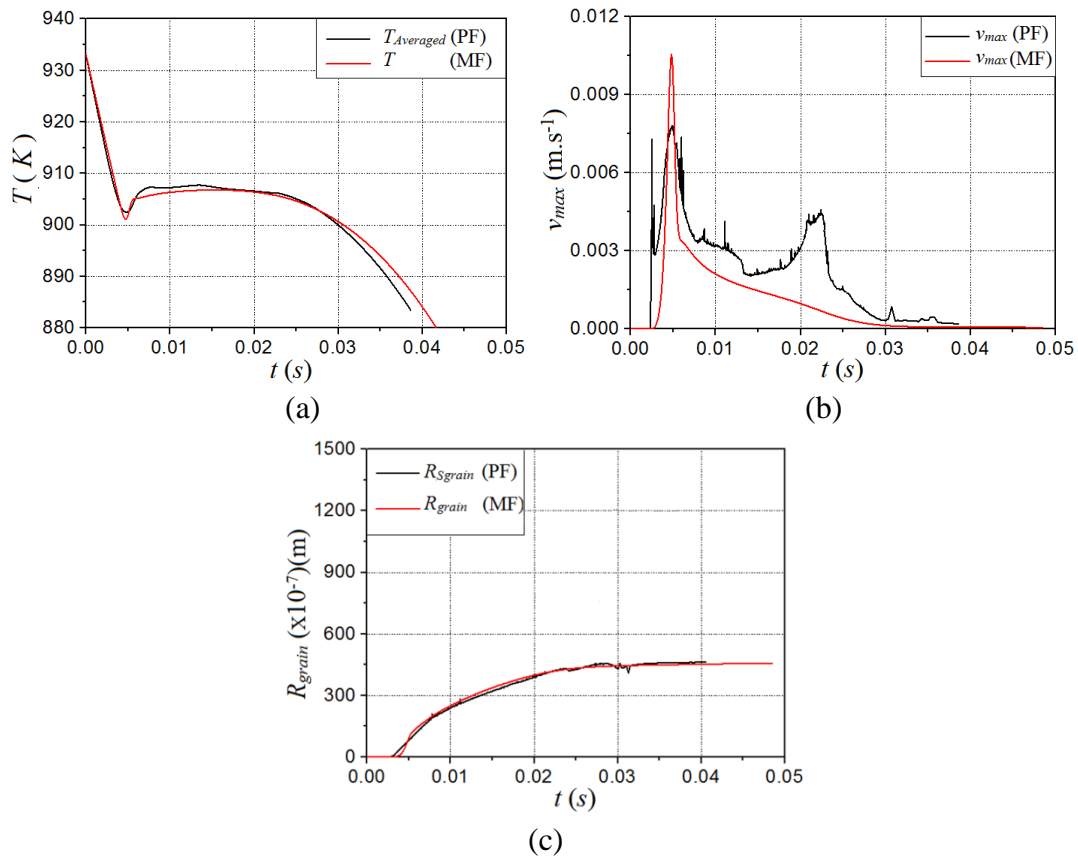 940
930
920
910
900
890
880
T ( K )
T_Averaged (PF)
T (MF)
0.00 0.01 0.02 0.03 0.04 0.05
t (s)
(a)
0.012
0.009
0.006
0.003
0.000
v_max (m.s⁻¹)
v_max (PF)
v_max (MF)
0.00 0.01 0.02 0.03 0.04 0.05
t (s)
(b)
1500
1200
900
600
300
0
R_grain (x10⁻⁷)(m)
R_Sgrain (PF)
R_grain (MF)
0.00 0.01 0.02 0.03 0.04 0.05
t (s)
(c)